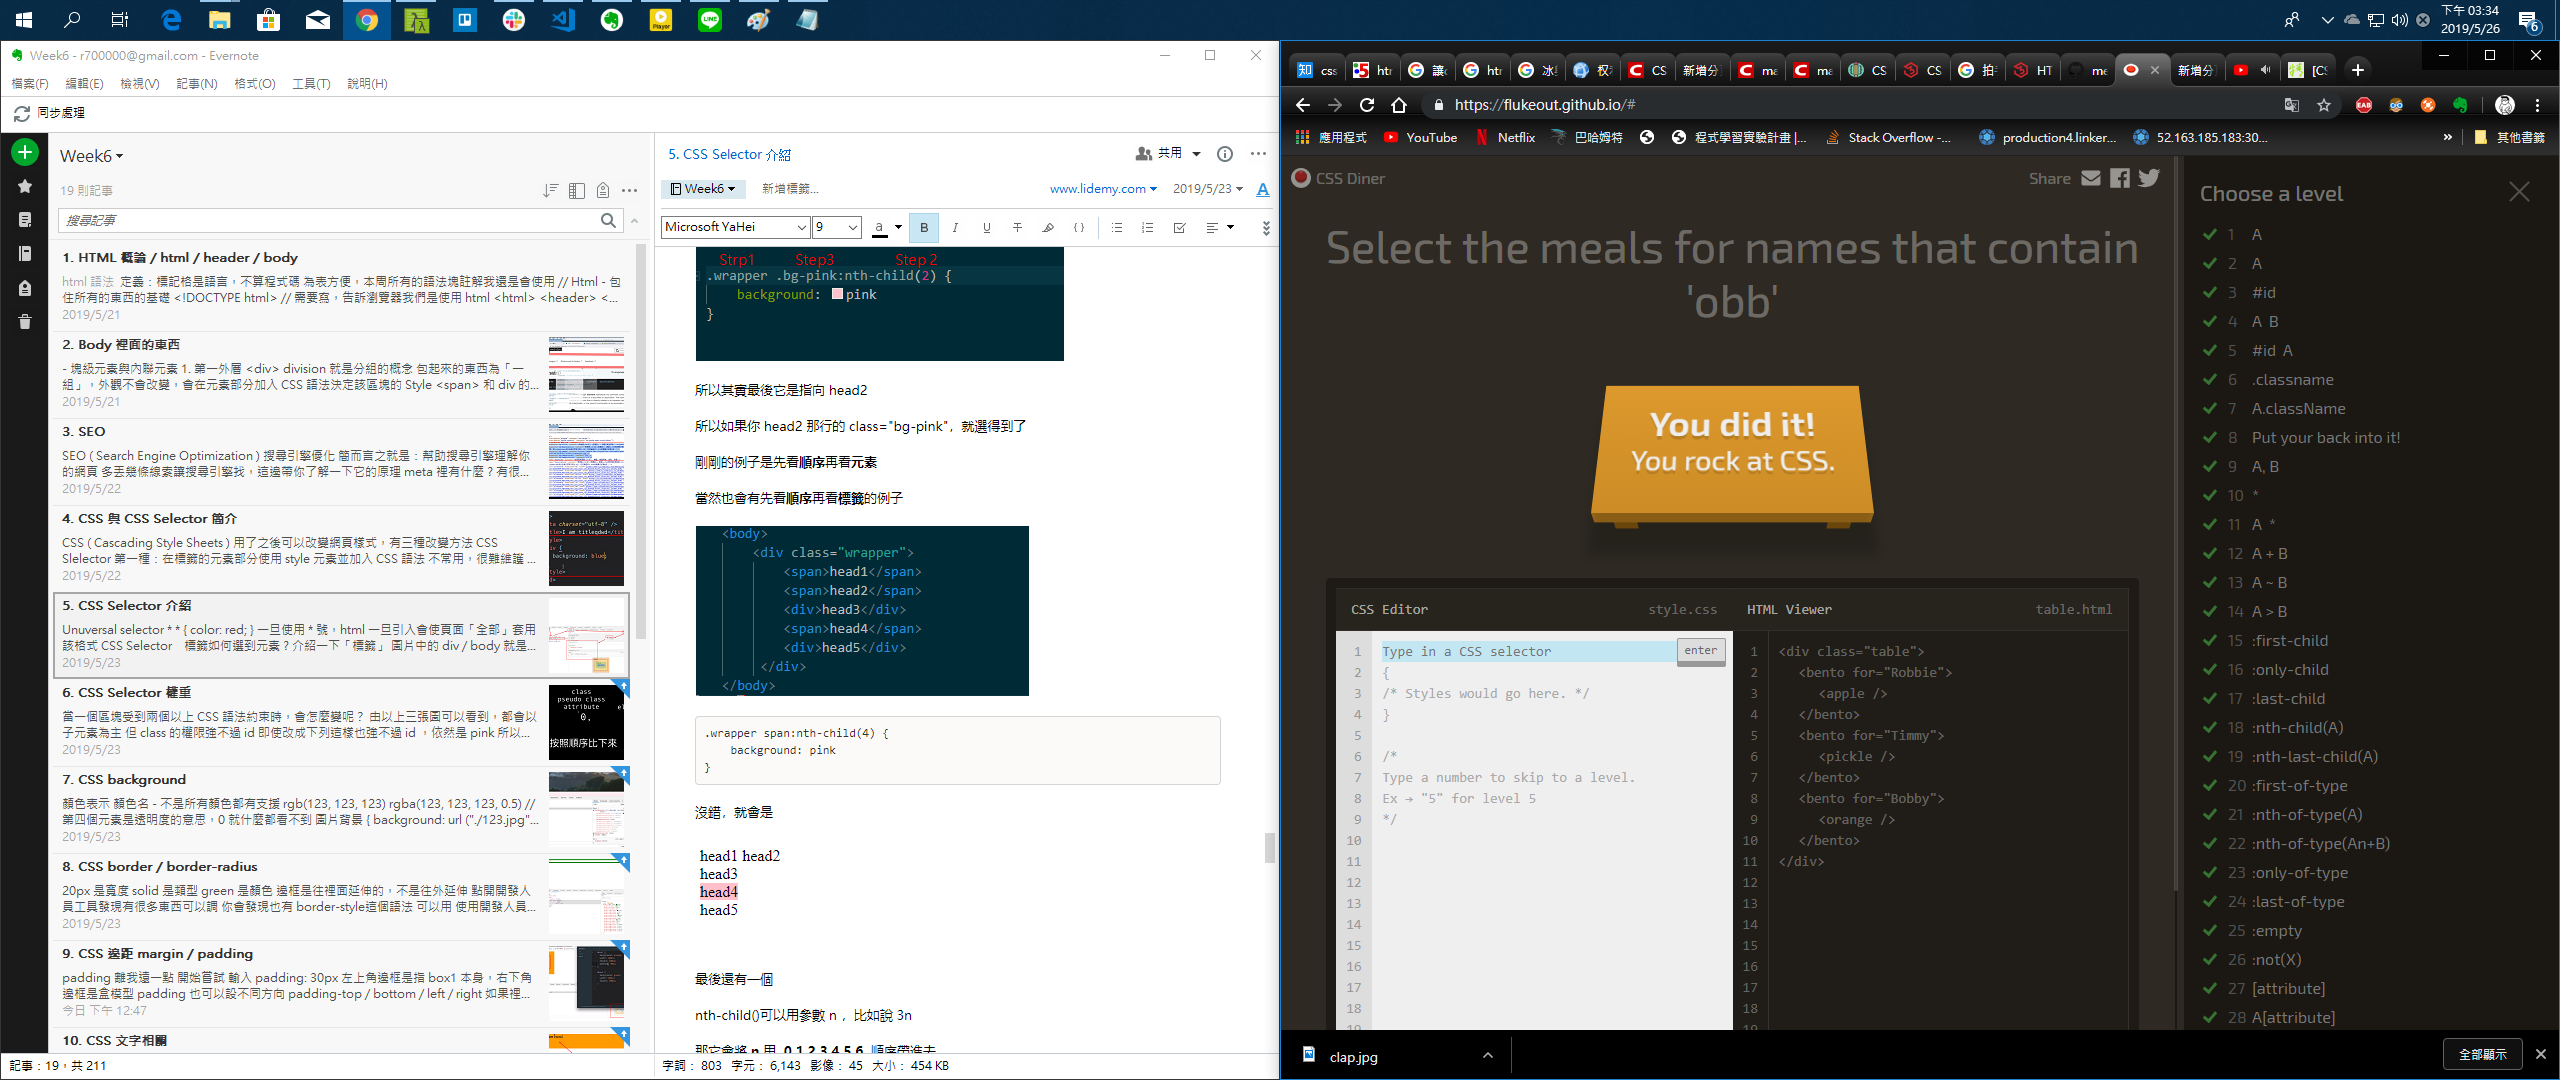 下午 03:34
2019/5/26
6
Week6 - r700000@gmail.com - Evernote
檔案(F) 編輯(E) 檢視(V) 記事(N) 格式(O) 工具(T) 說明(H)
同步處理
Week6
19 則記事
搜尋記事
1. HTML 概論 / html / header / body
html 語法 定義：標記格是語言，不算程式碼 為表方便，本周所有的語法塊註解我還是會使用 // Html - 包
住所有的東西的基礎 <!DOCTYPE html> // 需要寫，告訴瀏覽器我們是使用 html <html> <header> <...
2019/5/21
2. Body 裡面的東西
- 塊級元素與內聯元素 1. 第一外層 <div> division 就是分組的概念 包起來的東西為「一
組」，外觀不會改變，會在元素部分加入 CSS 語法決定該區塊的 Style <span> 和 div 的...
2019/5/21
3. SEO
SEO ( Search Engine Optimization ) 搜尋引擎優化 簡而言之就是：幫助搜尋引擎理解你
的網頁 多丟幾條線索讓搜尋引擎找，這邊帶你了解一下它的原理 meta 裡有什麼？有很...
2019/5/22
4. CSS 與 CSS Selector 簡介
CSS ( Cascading Style Sheets ) 用了之後可以改變網頁樣式，有三種改變方法 CSS
Slelector 第一種：在標籤的元素部分使用 style 元素並加入 CSS 語法 不常用，很難維護 ...
2019/5/22
5. CSS Selector 介紹
Unuversal selector * * { color: red; } 一旦使用 * 號，html 一旦引入會使頁面「全部」套用
該格式 CSS Selector 標籤如何選到元素？介紹一下「標籤」 圖片中的 div / body 就是...
2019/5/23
6. CSS Selector 權重
當一個區塊受到兩個以上 CSS 語法約束時，會怎麼變呢？ 由以上三張圖可以看到，都會以
子元素為主 但 class 的權限強不過 id 即使改成下列這樣也強不過 id ，依然是 pink 所以...
2019/5/23
class
pseudo class
attribute
按照順序比下來
7. CSS background
顏色表示 顏色名 - 不是所有顏色都有支援 rgb(123, 123, 123) rgba(123, 123, 123, 0.5) //
第四個元素是透明度的意思，0 就什麼都看不到 圖片背景 { background: url ("./123.jpg"...
2019/5/23
8. CSS border / border-radius
20px 是寬度 solid 是類型 green 是顏色 邊框是往裡面延伸的，不是往外延伸 點開開發人
員工具發現有很多東西可以調 你會發現也有 border-style這個語法 可以用 使用開發人員...
2019/5/23
9. CSS 邊距 margin / padding
padding 離我遠一點 開始嘗試 輸入 padding: 30px 左上角邊框是指 box1 本身，右下角
邊框是盒模型 padding 也可以設不同方向 padding-top / bottom / left / right 如果裡...
今日 下午 12:47
10. CSS 文字相關
記事：19，共 211
5. CSS Selector 介紹
共用
Week6 新增標籤... www.lidemy.com 2019/5/23
Microsoft YaHei 9 a B I U T
Strp1 Step3 Step 2
.wrapper .bg-pink:nth-child(2) {
background: pink
}
所以其實最後它是指向 head2
所以如果你 head2 那行的 class="bg-pink"，就選得到了
剛剛的例子是先看順序再看元素
當然也會有先看順序再看標籤的例子
<body>
<div class="wrapper">
<span>head1</span>
<span>head2</span>
<div>head3</div>
<span>head4</span>
<div>head5</div>
</div>
</body>
.wrapper span:nth-child(4) {
background: pink
}
沒錯，就會是
head1 head2
head3
head4
head5
最後還有一個
nth-child()可以用參數 n ，比如說 3n
那它會將 n 用 0 1 2 3 4 5 6 順序帶進去
字詞： 803 字元： 6,143 影像： 45 大小： 454 KB
https://flukeout.github.io/#
應用程式 YouTube Netflix 巴哈姆特 程式學習實驗計畫 |... Stack Overflow -... production4.linker... 52.163.185.183:30... » 其他書籤
CSS Diner
Share
Select the meals for names that contain
'obb'
You did it!
You rock at CSS.
CSS Editor style.css HTML Viewer table.html
1 Type in a CSS selector enter
2 {
3 /* Styles would go here. */
4 }
5
6 /*
7 Type a number to skip to a level.
8 Ex → "5" for level 5
9 */
10
11
12
13
14
15
16
17
18
19
1 <div class="table">
2 <bento for="Robbie">
3 <apple />
4 </bento>
5 <bento for="Timmy">
6 <pickle />
7 </bento>
8 <bento for="Bobby">
9 <orange />
10 </bento>
11 </div>
12
13
14
15
16
17
18
19
Choose a level
1 A
2 A
3 #id
4 A B
5 #id A
6 .classname
7 A.className
8 Put your back into it!
9 A, B
10 *
11 A *
12 A + B
13 A ~ B
14 A > B
15 :first-child
16 :only-child
17 :last-child
18 :nth-child(A)
19 :nth-last-child(A)
20 :first-of-type
21 :nth-of-type(A)
22 :nth-of-type(An+B)
23 :only-of-type
24 :last-of-type
25 :empty
26 :not(X)
27 [attribute]
28 A[attribute]
clap.jpg
全部顯示